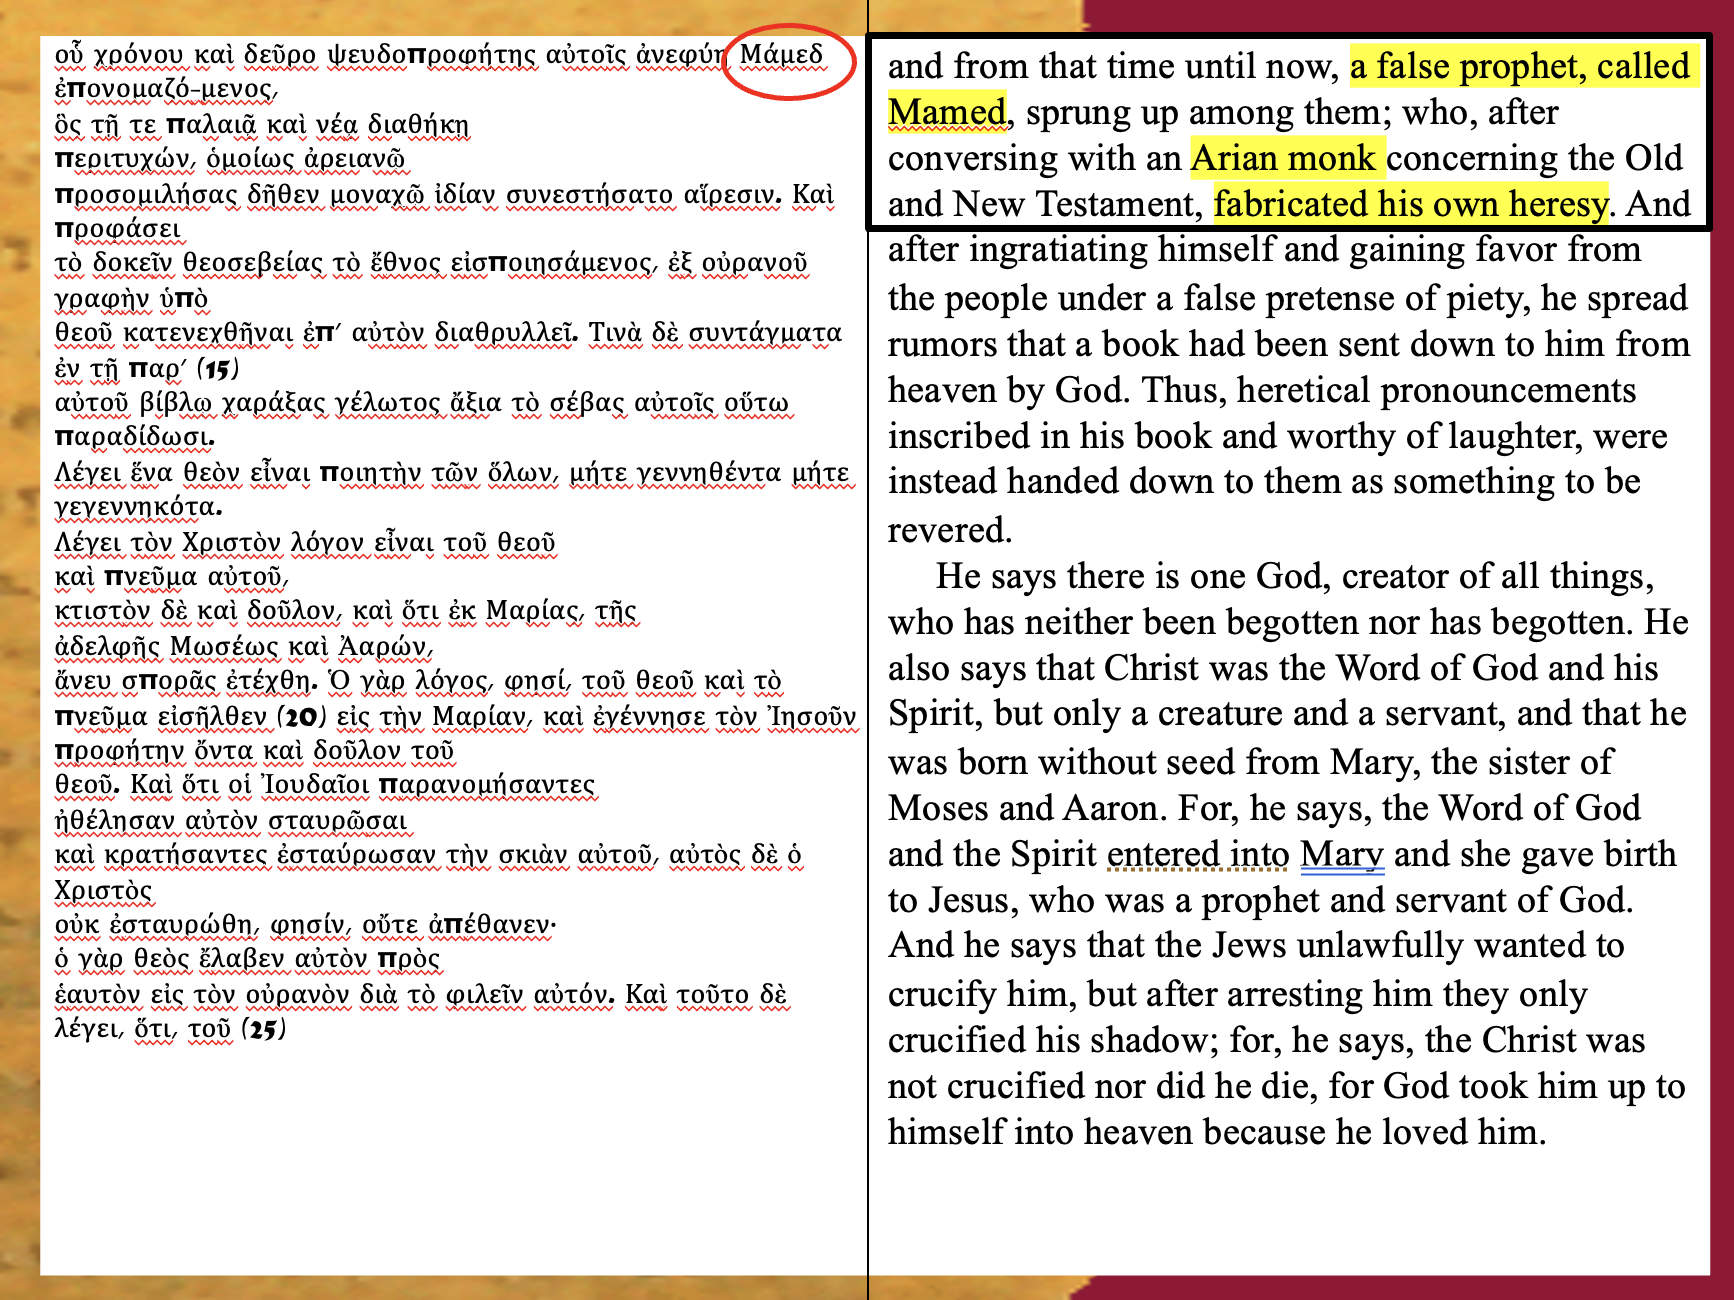 οὗ χρόνου καὶ δεῦρο ψευδοπροφήτης αὐτοῖς ἀνεφύη Μάμεδ
ἐπονομαζό-μενος,
ὃς τῇ τε παλαιᾷ καὶ νέᾳ διαθήκῃ
περιτυχών, ὁμοίως ἀρειανῷ
προσομιλήσας δῆθεν μοναχῷ ἰδίαν συνεστήσατο αἵρεσιν. Καὶ
προφάσει
τὸ δοκεῖν θεοσεβείας τὸ ἔθνος εἰσποιησάμενος, ἐξ οὐρανοῦ
γραφὴν ὑπὸ
θεοῦ κατενεχθῆναι ἐπ’ αὐτὸν διαθρυλλεῖ. Τινὰ δὲ συντάγματα
ἐν τῇ παρ’ (15)
αὐτοῦ βίβλῳ χαράξας γέλωτος ἄξια τὸ σέβας αὐτοῖς οὕτω
παραδίδωσι.
Λέγει ἕνα θεὸν εἶναι ποιητὴν τῶν ὅλων, μήτε γεννηθέντα μήτε
γεγεννηκότα.
Λέγει τὸν Χριστὸν λόγον εἶναι τοῦ θεοῦ
καὶ πνεῦμα αὐτοῦ,
κτιστὸν δὲ καὶ δοῦλον, καὶ ὅτι ἐκ Μαρίας, τῆς
ἀδελφῆς Μωσέως καὶ Ἀαρών,
ἄνευ σπορᾶς ἐτέχθη. Ὁ γὰρ λόγος, φησί, τοῦ θεοῦ καὶ τὸ
πνεῦμα εἰσῆλθεν (20) εἰς τὴν Μαρίαν, καὶ ἐγέννησε τὸν Ἰησοῦν
προφήτην ὄντα καὶ δοῦλον τοῦ
θεοῦ. Καὶ ὅτι οἱ Ἰουδαῖοι παρανομήσαντες
ἠθέλησαν αὐτὸν σταυρῶσαι
καὶ κρατήσαντες ἐσταύρωσαν τὴν σκιὰν αὐτοῦ, αὐτὸς δὲ ὁ
Χριστὸς
οὐκ ἐσταυρώθη, φησίν, οὔτε ἀπέθανεν·
ὁ γὰρ θεὸς ἔλαβεν αὐτὸν πρὸς
ἑαυτὸν εἰς τὸν οὐρανὸν διὰ τὸ φιλεῖν αὐτόν. Καὶ τοῦτο δὲ
λέγει, ὅτι, τοῦ (25)
and from that time until now, a false prophet, called
Mamed, sprung up among them; who, after
conversing with an Arian monk concerning the Old
and New Testament, fabricated his own heresy. And
after ingratiating himself and gaining favor from
the people under a false pretense of piety, he spread
rumors that a book had been sent down to him from
heaven by God. Thus, heretical pronouncements
inscribed in his book and worthy of laughter, were
instead handed down to them as something to be
revered.
He says there is one God, creator of all things,
who has neither been begotten nor has begotten. He
also says that Christ was the Word of God and his
Spirit, but only a creature and a servant, and that he
was born without seed from Mary, the sister of
Moses and Aaron. For, he says, the Word of God
and the Spirit entered into Mary and she gave birth
to Jesus, who was a prophet and servant of God.
And he says that the Jews unlawfully wanted to
crucify him, but after arresting him they only
crucified his shadow; for, he says, the Christ was
not crucified nor did he die, for God took him up to
himself into heaven because he loved him.